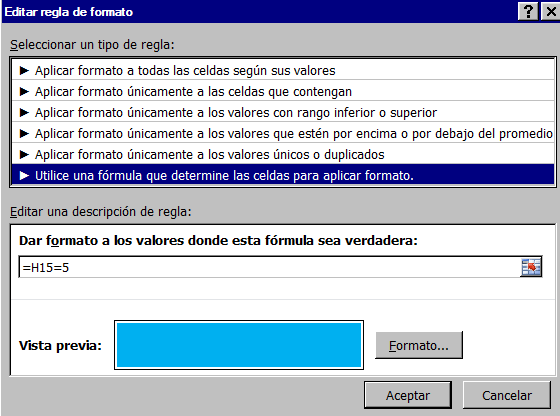 Editar regla de formato
Seleccionar un tipo de regla:
► Aplicar formato a todas las celdas según sus valores
► Aplicar formato únicamente a las celdas que contengan
► Aplicar formato únicamente a los valores con rango inferior o superior
► Aplicar formato únicamente a los valores que estén por encima o por debajo del promedio
► Aplicar formato únicamente a los valores únicos o duplicados
► Utilice una fórmula que determine las celdas para aplicar formato.
Editar una descripción de regla:
Dar formato a los valores donde esta fórmula sea verdadera:
=H15=5
Vista previa:
Formato...
Aceptar
Cancelar